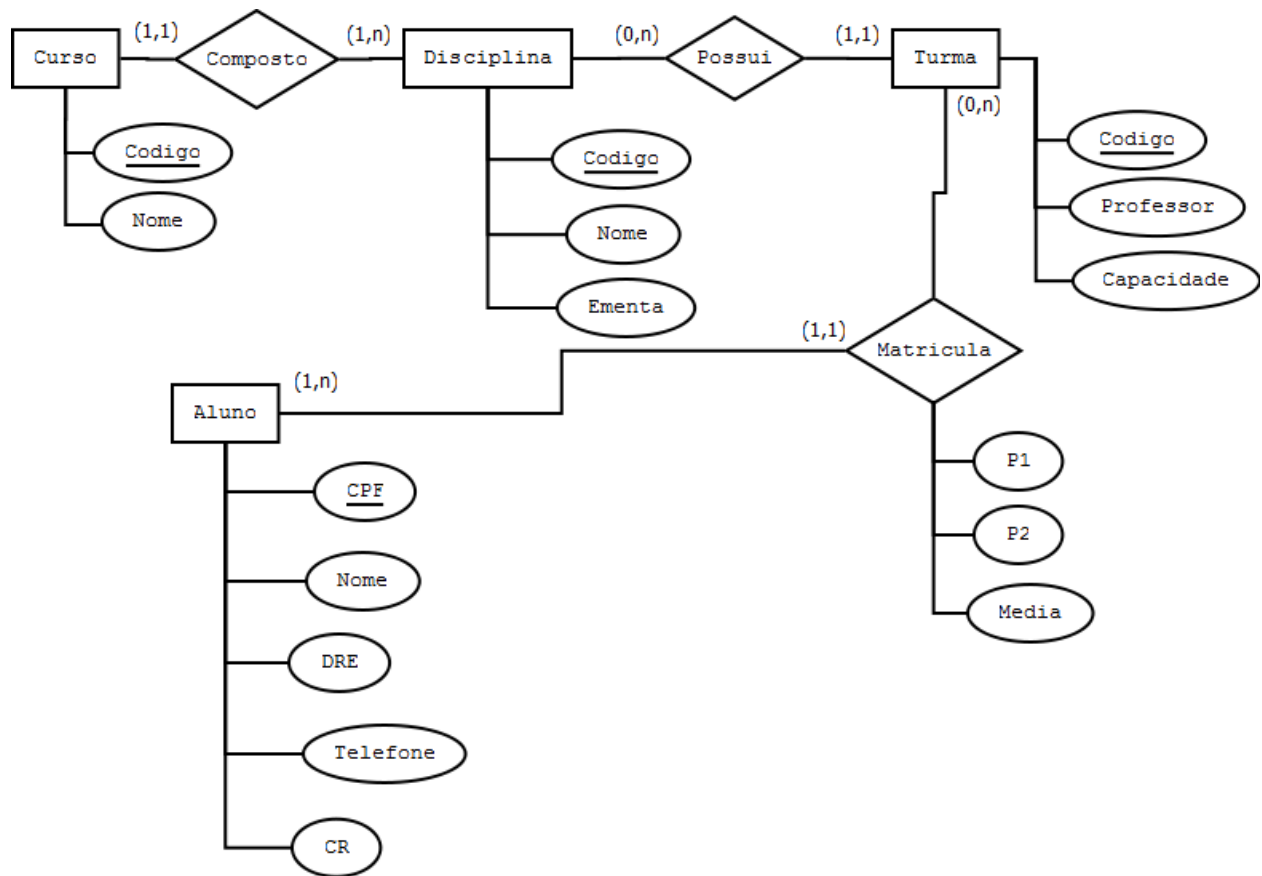 (1,1)
(1,n)
(0,n)
(1,1)
Curso
Composto
Disciplina
Possui
Turma
(0,n)
Codigo
Nome
Codigo
Nome
Ementa
Codigo
Professor
Capacidade
(1,1)
Matricula
(1,n)
Aluno
CPF
Nome
DRE
Telefone
CR
P1
P2
Media